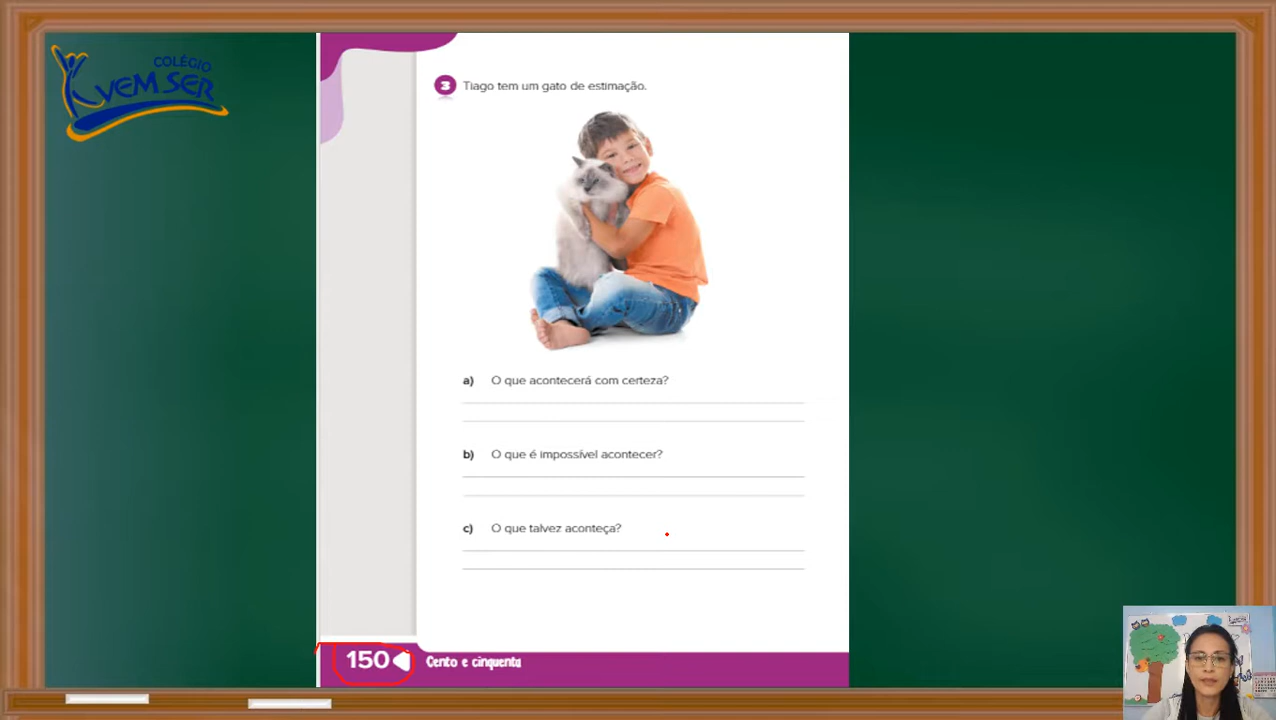 COLÉGIO
VEM SER
3 Tiago tem um gato de estimação.
a) O que acontecerá com certeza?
b) O que é impossível acontecer?
c) O que talvez aconteça?
150 Cento e cinquenta